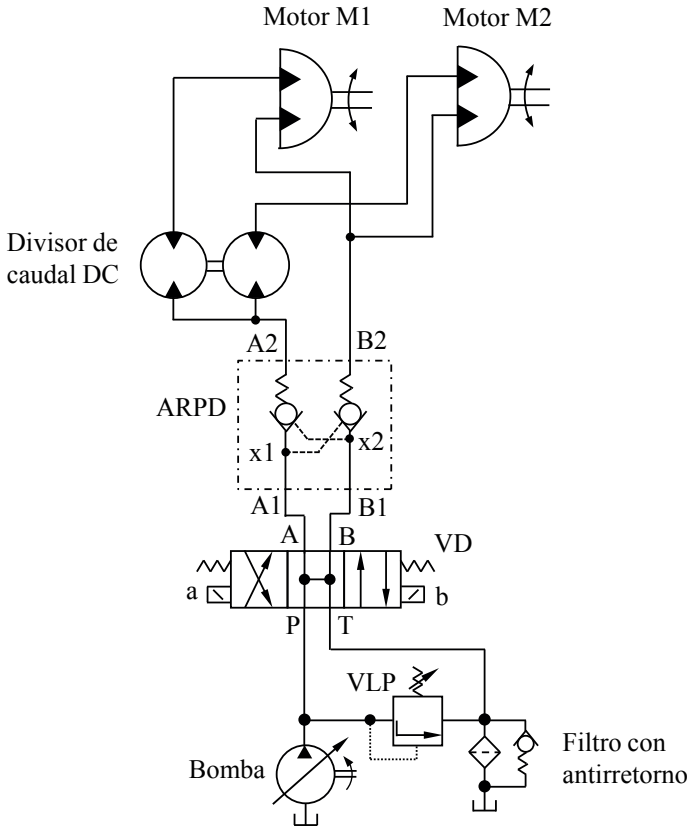 Motor M1
Motor M2
Divisor de
caudal DC
A2
B2
ARPD
x1
x2
A1
B1
A
B
VD
a
b
P
T
VLP
Bomba
Filtro con
antirretorno